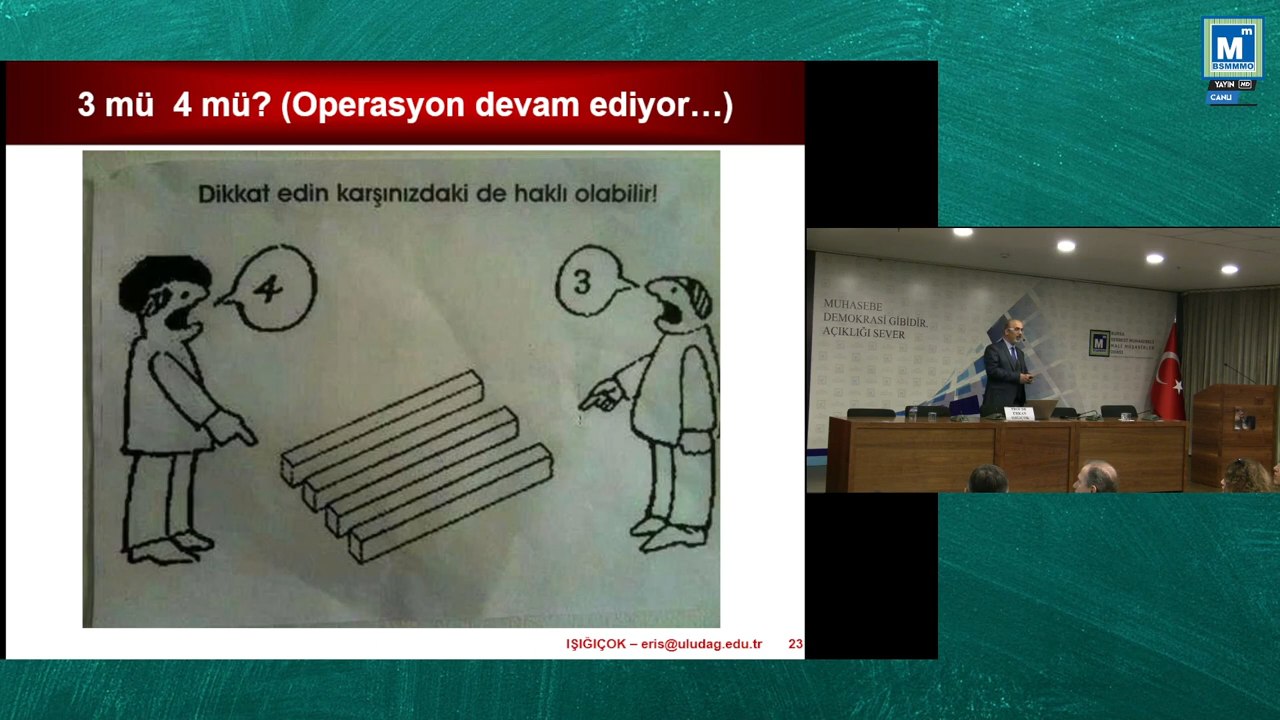 3 mü 4 mü? (Operasyon devam ediyor...)
Dikkat edin karşınızdaki de haklı olabilir!
4
3
IŞIĞIÇOK – eris@uludag.edu.tr 23
Mm
BSMMMO
YAYIN HD
CANLI
MUHASEBE
DEMOKRASİ GİBİDİR,
AÇIKLIĞI SEVER